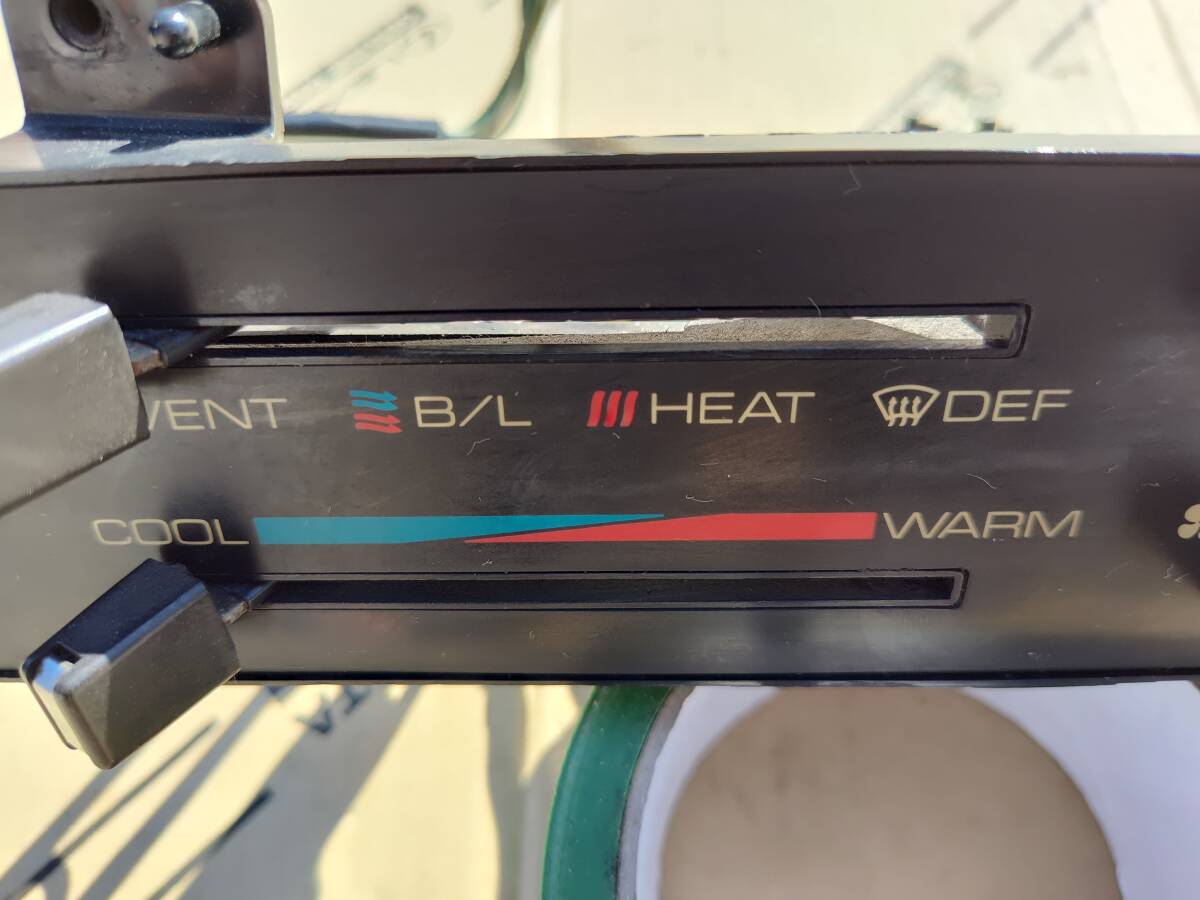 VENT B/L HEAT DEF
COOL WARM